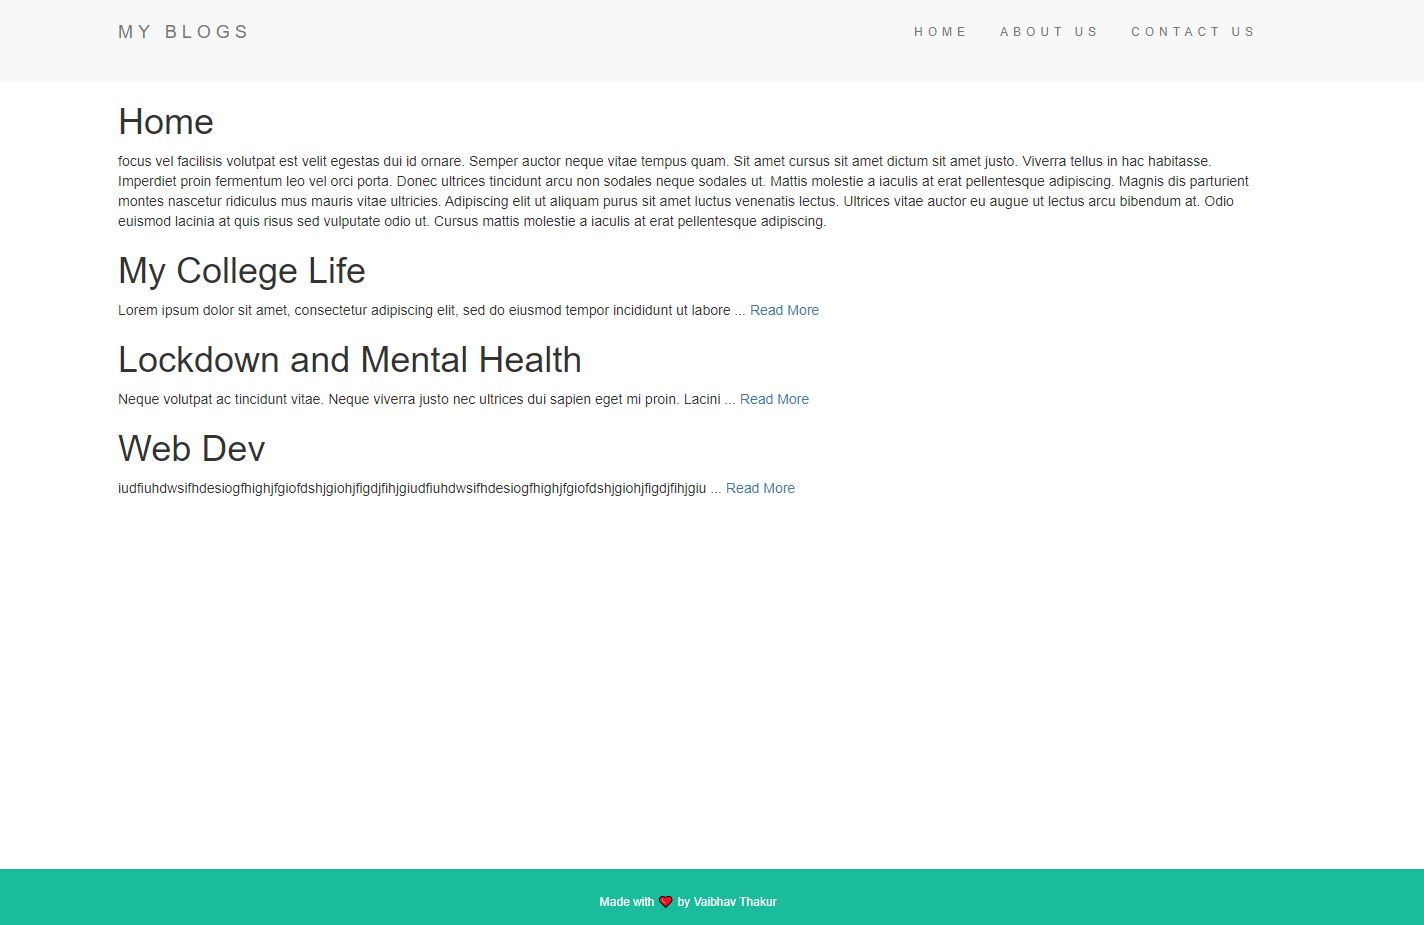 MY BLOGS
HOME ABOUT US CONTACT US
Home
focus vel facilisis volutpat est velit egestas dui id ornare. Semper auctor neque vitae tempus quam. Sit amet cursus sit amet dictum sit amet justo. Viverra tellus in hac habitasse.
Imperdiet proin fermentum leo vel orci porta. Donec ultrices tincidunt arcu non sodales neque sodales ut. Mattis molestie a iaculis at erat pellentesque adipiscing. Magnis dis parturient
montes nascetur ridiculus mus mauris vitae ultricies. Adipiscing elit ut aliquam purus sit amet luctus venenatis lectus. Ultrices vitae auctor eu augue ut lectus arcu bibendum at. Odio
euismod lacinia at quis risus sed vulputate odio ut. Cursus mattis molestie a iaculis at erat pellentesque adipiscing.
My College Life
Lorem ipsum dolor sit amet, consectetur adipiscing elit, sed do eiusmod tempor incididunt ut labore ... Read More
Lockdown and Mental Health
Neque volutpat ac tincidunt vitae. Neque viverra justo nec ultrices dui sapien eget mi proin. Lacini ... Read More
Web Dev
iudfiuhdwsifhdesiogfhighjfgiofdshjgiohjfigdjfihjgiudfiuhdwsifhdesiogfhighjfgiofdshjgiohjfigdjfihjgiu ... Read More
Made with ❤ by Vaibhav Thakur